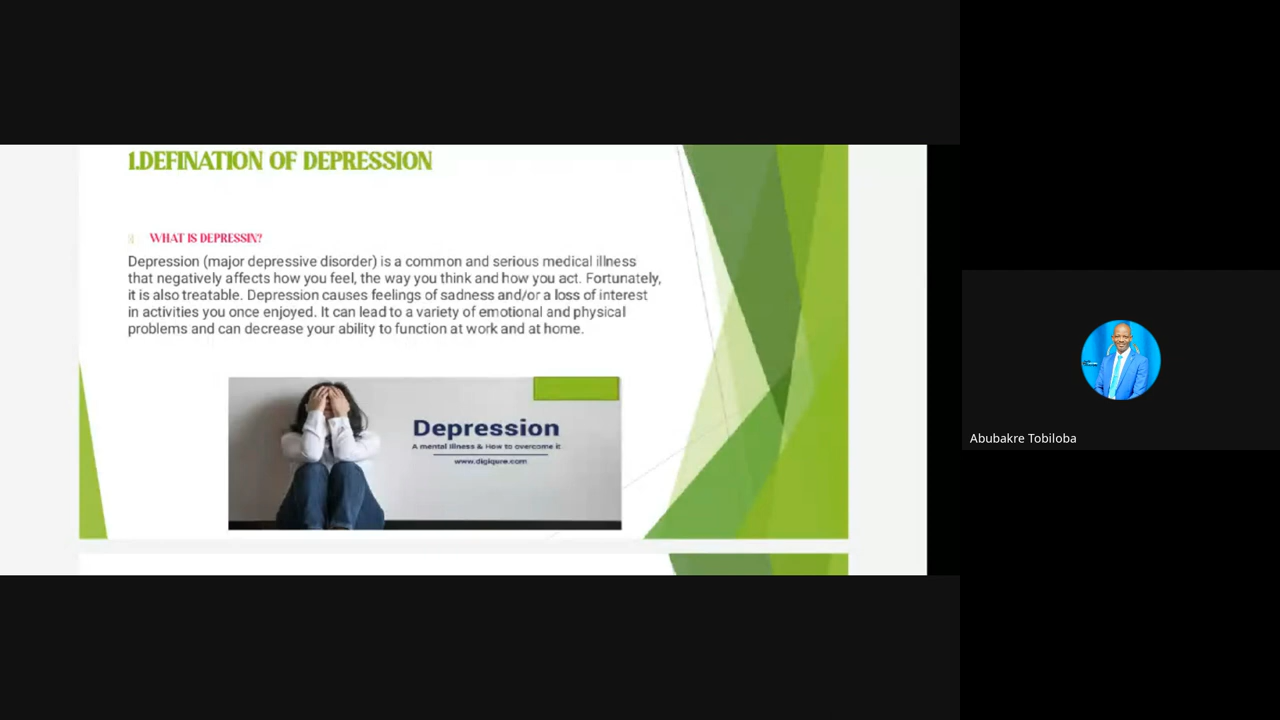 1.DEFINATION OF DEPRESSION
WHAT IS DEPRESSIN?
Depression (major depressive disorder) is a common and serious medical illness
that negatively affects how you feel, the way you think and how you act. Fortunately,
it is also treatable. Depression causes feelings of sadness and/or a loss of interest
in activities you once enjoyed. It can lead to a variety of emotional and physical
problems and can decrease your ability to function at work and at home.
Depression
A mental illness & How to overcome it
www.digiqure.com
Abubakre Tobiloba